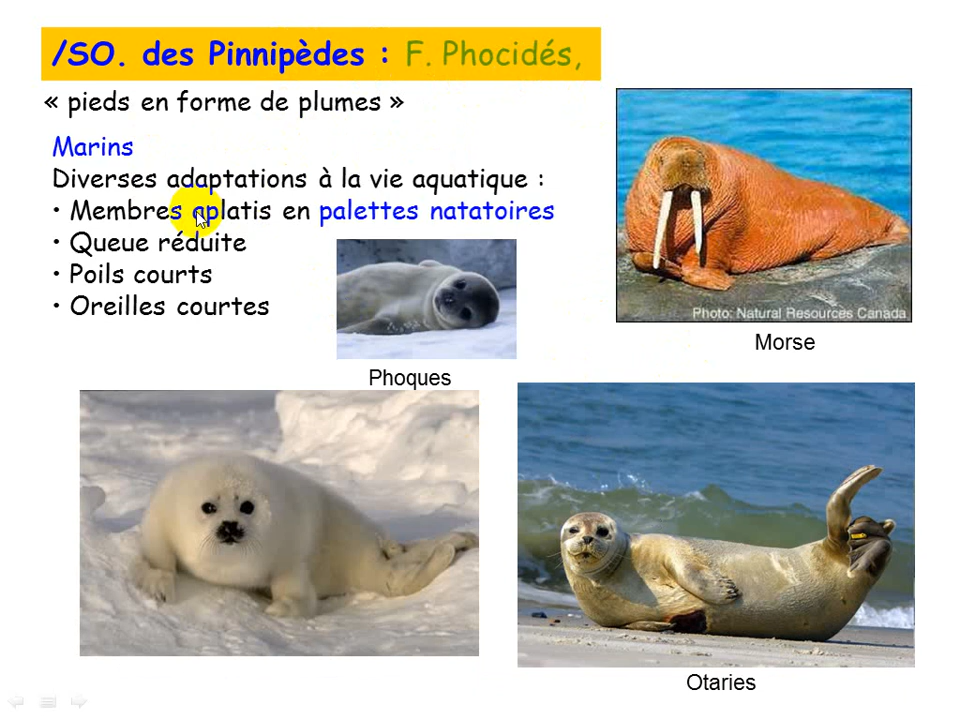 /SO. des Pinnipèdes : F. Phocidés,
« pieds en forme de plumes »
Marins
Diverses adaptations à la vie aquatique :
• Membres aplatis en palettes natatoires
• Queue réduite
• Poils courts
• Oreilles courtes
Photo: Natural Resources Canada
Morse
Phoques
Otaries